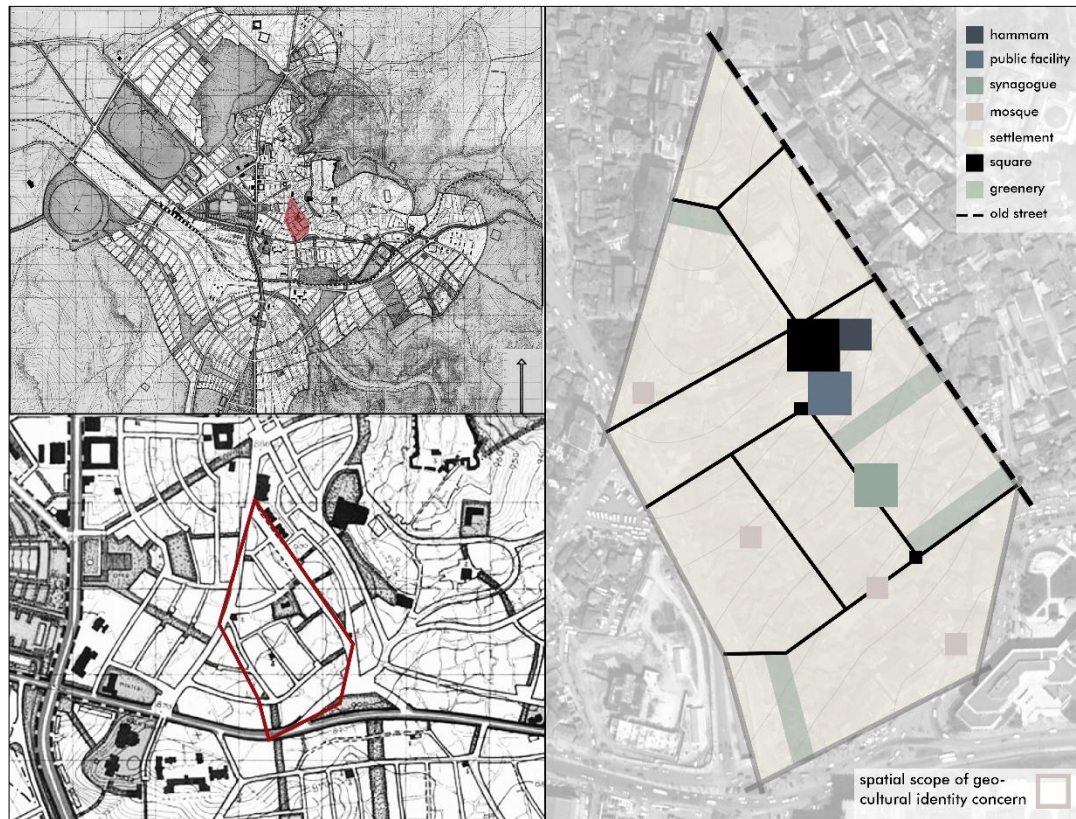 hammam
public facility
synagogue
mosque
settlement
square
greenery
old street
spatial scope of geo-
cultural identity concern